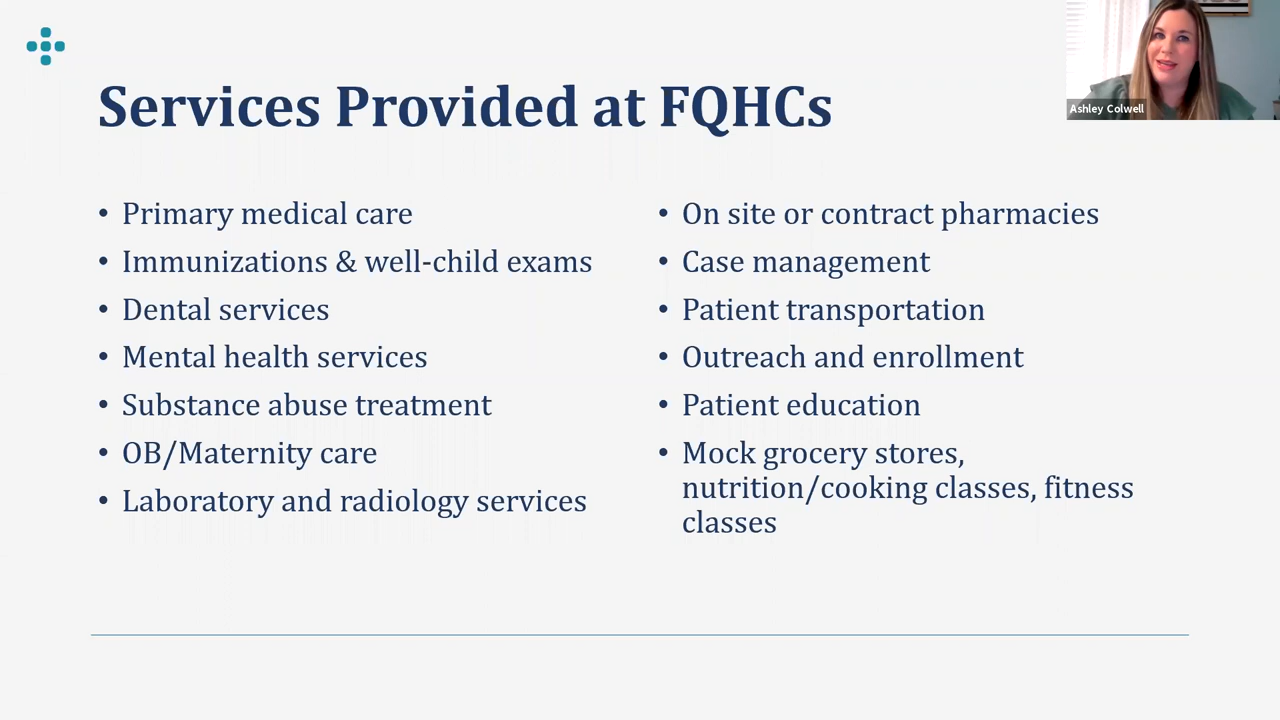 Services Provided at FQHCs
Ashley Colwell
• Primary medical care
• Immunizations & well-child exams
• Dental services
• Mental health services
• Substance abuse treatment
• OB/Maternity care
• Laboratory and radiology services
• On site or contract pharmacies
• Case management
• Patient transportation
• Outreach and enrollment
• Patient education
• Mock grocery stores,
nutrition/cooking classes, fitness
classes